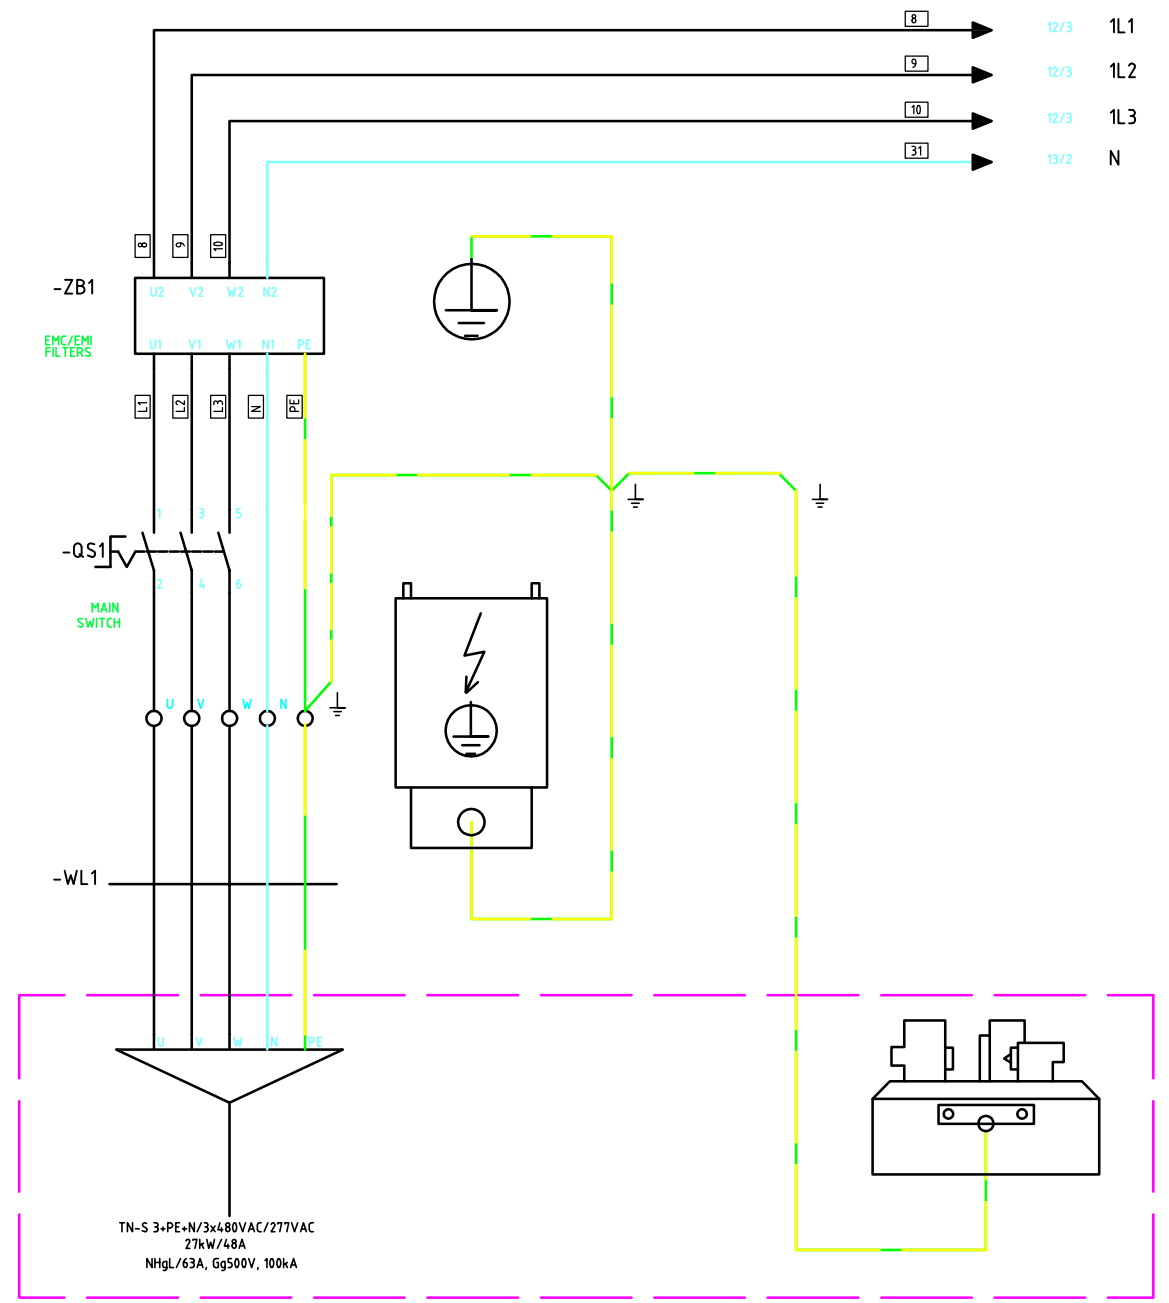 8 12/3 1L1
9 12/3 1L2
10 12/3 1L3
31 13/2 N
8 9 10
-ZB1 U2 V2 W2 N2
EMC/EMI
FILTERS
U1 V1 W1 N1 PE
L1 L2 L3 N PE
1 3 5
-QS1
2 4 6
MAIN
SWITCH
U V W N
-WL1
U V W N PE
TN-S 3+PE+N/3x480VAC/277VAC
27kW/48A
NHgL/63A, Gg500V, 100kA